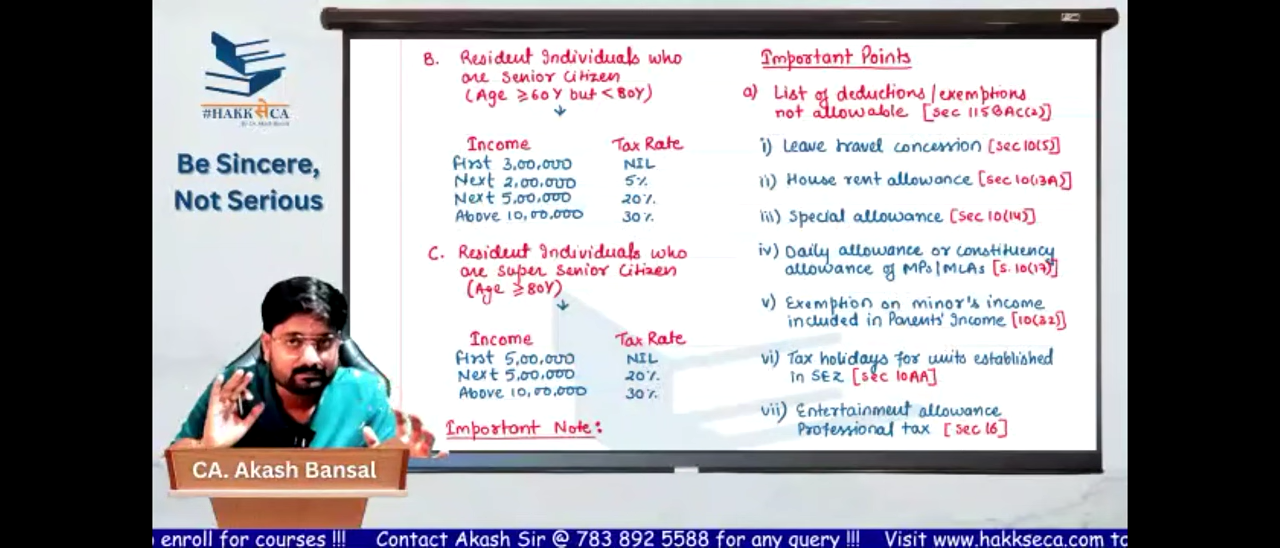 #HAKKसेCA
Be Sincere,
Not Serious
CA. Akash Bansal
B. Resident Individuals who
are Senior Citizen
(Age ≥60Y but <80Y)
↓
Income Tax Rate
First 3,00,000 NIL
Next 2,00,000 5%
Next 5,00,000 20%
Above 10,00,000 30%
C. Resident Individuals who
are super senior citizen
(Age ≥80Y)
↓
Income Tax Rate
First 5,00,000 NIL
Next 5,00,000 20%
Above 10,00,000 30%
Important Note:
Important Points
a) List of deductions/exemptions
not allowable [sec 115BAC(2)]
i) Leave travel concession [sec 10(5)]
ii) House rent allowance [sec 10(13A)]
iii) Special allowance [sec 10(14)]
iv) Daily allowance or constituency
allowance of MPs/MLAs [S. 10(17)]
v) Exemption on minor's income
included in Parents' Income [10(32)]
vi) Tax holidays for units established
in SEZ [sec 10AA]
vii) Entertainment allowance
Professional tax [sec 16]
o enroll for courses !!! Contact Akash Sir @ 783 892 5588 for any query !!! Visit www.hakkseca.com to